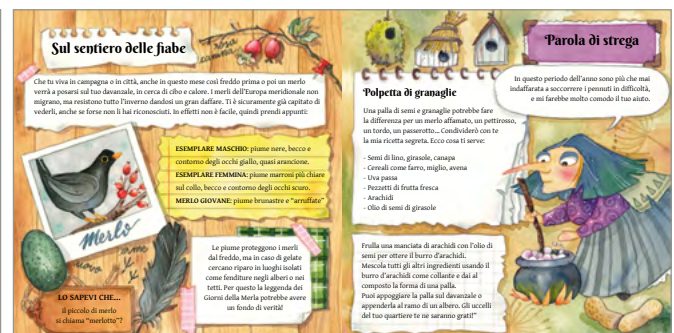 Sul sentiero delle fiabe
rosa
canina
Che tu viva in campagna o in città, anche in questo mese così freddo prima o poi un merlo
verrà a posarsi sul tuo davanzale, in cerca di cibo e calore. I merli dell'Europa meridionale non
migrano, ma resistono tutto l'inverno dandosi un gran daffare. Ti è sicuramente già capitato di
vederli, anche se forse non li hai riconosciuti. In effetti non è facile, quindi prendi appunti:
ESEMPLARE MASCHIO: piume nere, becco e
contorno degli occhi giallo, quasi arancione.
ESEMPLARE FEMMINA: piume marroni più chiare
sul collo, becco e contorno degli occhi scuro.
MERLO GIOVANE: piume brunastre e "arruffate"
Merlo
uovo
piume
Le piume proteggono i merli
dal freddo, ma in caso di gelate
cercano riparo in luoghi isolati
come fenditure negli alberi o nei
tetti. Per questo la leggenda dei
Giorni della Merla potrebbe avere
un fondo di verità!
LO SAPEVI CHE...
il piccolo di merlo
si chiama "merlotto"?
Parola di strega
In questo periodo dell'anno sono più che mai
indaffarata a soccorrere i pennuti in difficoltà,
e mi farebbe molto comodo il tuo aiuto.
Polpetta di granaglie
Una palla di semi e granaglie potrebbe fare
la differenza per un merlo affamato, un pettirosso,
un tordo, un passerotto... Condividerò con te
la mia ricetta segreta. Ecco cosa ti serve:
- Semi di lino, girasole, canapa
- Cereali come farro, miglio, avena
- Uva passa
- Pezzetti di frutta fresca
- Arachidi
- Olio di semi di girasole
Frulla una manciata di arachidi con l'olio di
semi per ottere il burro d'arachidi.
Mescola tutti gli altri ingredienti usando il
burro d'arachidi come collante e dai al
composto la forma di una palla.
Puoi appoggiare la palla sul davanzale o
appenderla al ramo di un albero. Gli uccelli
del tuo quartiere te ne saranno grati!"